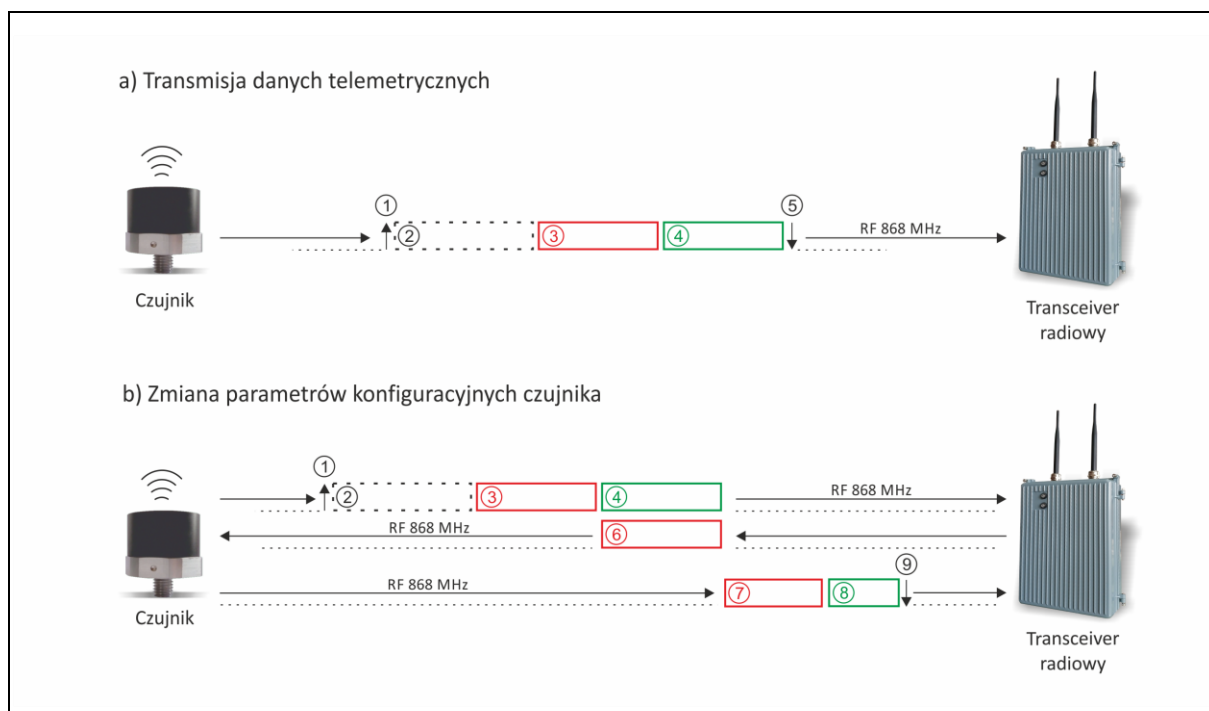 a) Transmisja danych telemetrycznych
① ② ③ ④ ⑤
RF 868 MHz
Czujnik
Transceiver
radiowy
b) Zmiana parametrów konfiguracyjnych czujnika
① ② ③ ④
RF 868 MHz
RF 868 MHz
⑥
RF 868 MHz
⑦ ⑧ ⑨
Czujnik
Transceiver
radiowy